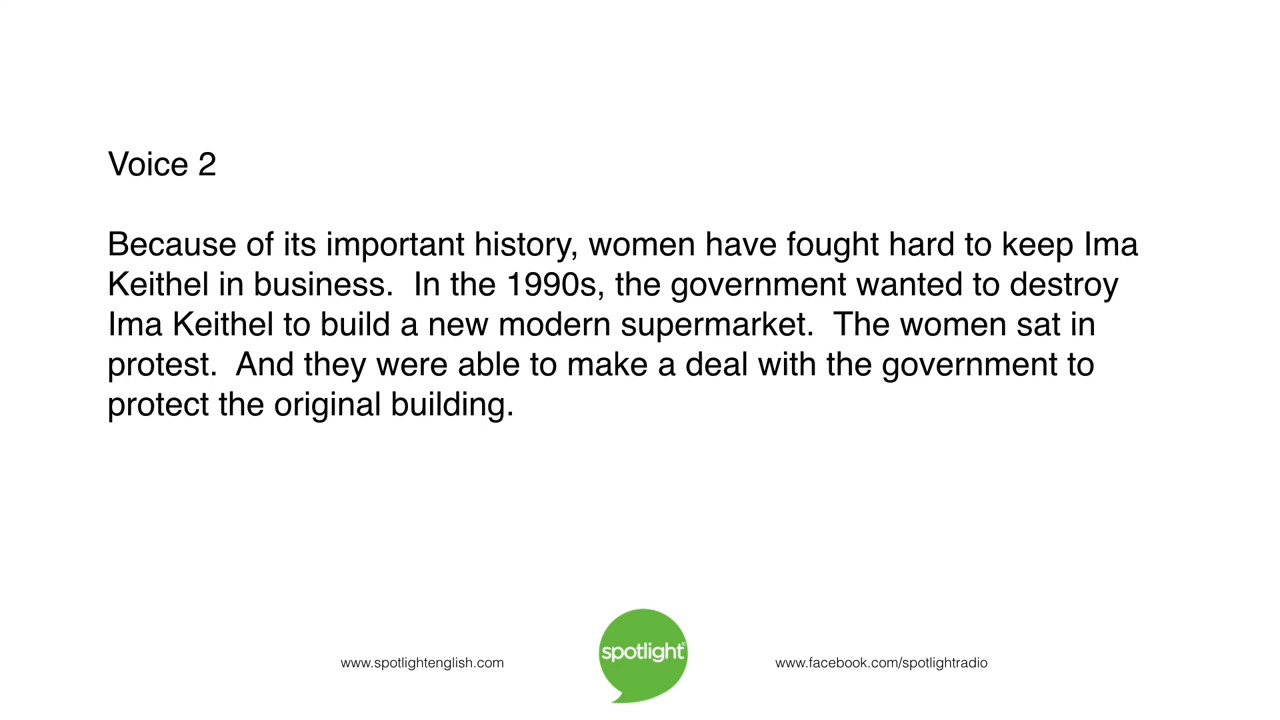 Voice 2
Because of its important history, women have fought hard to keep Ima
Keithel in business.  In the 1990s, the government wanted to destroy
Ima Keithel to build a new modern supermarket.  The women sat in
protest.  And they were able to make a deal with the government to
protect the original building.
www.spotlightenglish.com
spotlight®
www.facebook.com/spotlightradio